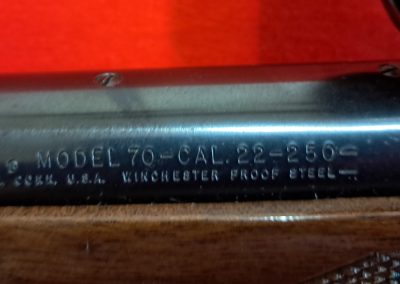 MODEL 70-CAL. 22-250
CONN. U.S.A. WINCHESTER PROOF STEEL